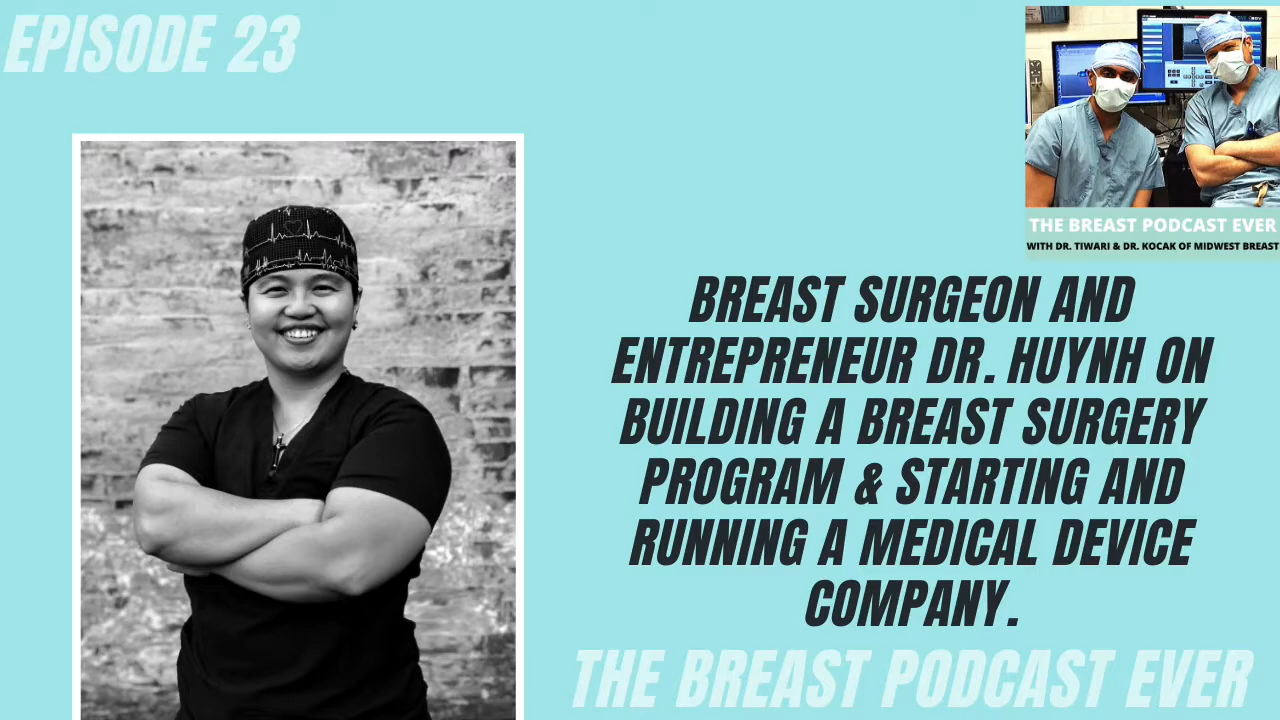 EPISODE 23
THE BREAST PODCAST EVER
WITH DR. TIWARI & DR. KOCAK OF MIDWEST BREAST
BREAST SURGEON AND
ENTREPRENEUR DR. HUYNH ON
BUILDING A BREAST SURGERY
PROGRAM & STARTING AND
RUNNING A MEDICAL DEVICE
COMPANY.
THE BREAST PODCAST EVER